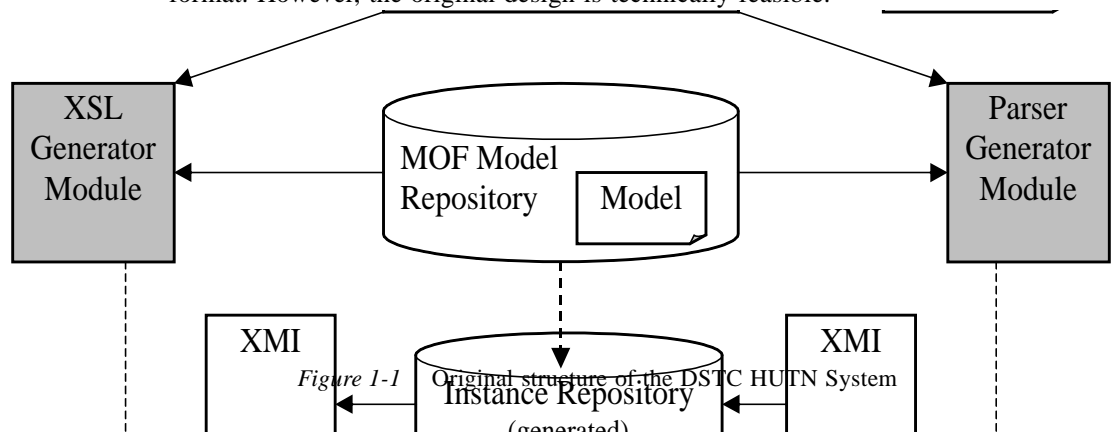 format. However, the original design is technically feasible.
XSL
Generator
Module
MOF Model
Repository
Model
Parser
Generator
Module
XMI
XMI
Figure 1-1 Original structure of the DSTC HUTN System
Instance Repository
(generated)